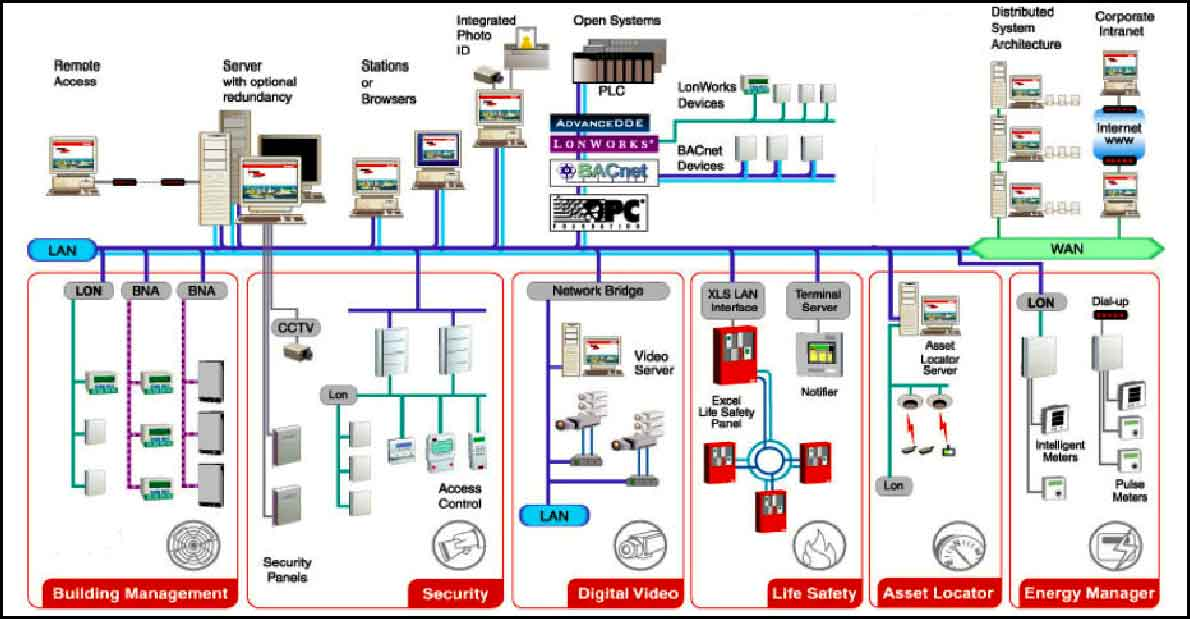 Remote
Access
Server
with optional
redundancy
Stations
or
Browsers
Integrated
Photo
ID
Open Systems
PLC
LonWorks
Devices
ADVANCEDDE
LONWORKS®
BACnet
BACnet
Devices
OPC
FOUNDATION
Distributed
System
Architecture
Corporate
Intranet
Internet
www
LAN
WAN
LON
BNA
BNA
CCTV
Lon
Access
Control
Security
Panels
Network Bridge
Video
Server
LAN
XLS LAN
Interface
Terminal
Server
Excel
Life Safety
Panel
Notifier
Asset
Locator
Server
Lon
LON
Dial-up
Intelligent
Meters
Pulse
Meters
Building Management
Security
Digital Video
Life Safety
Asset Locator
Energy Manager